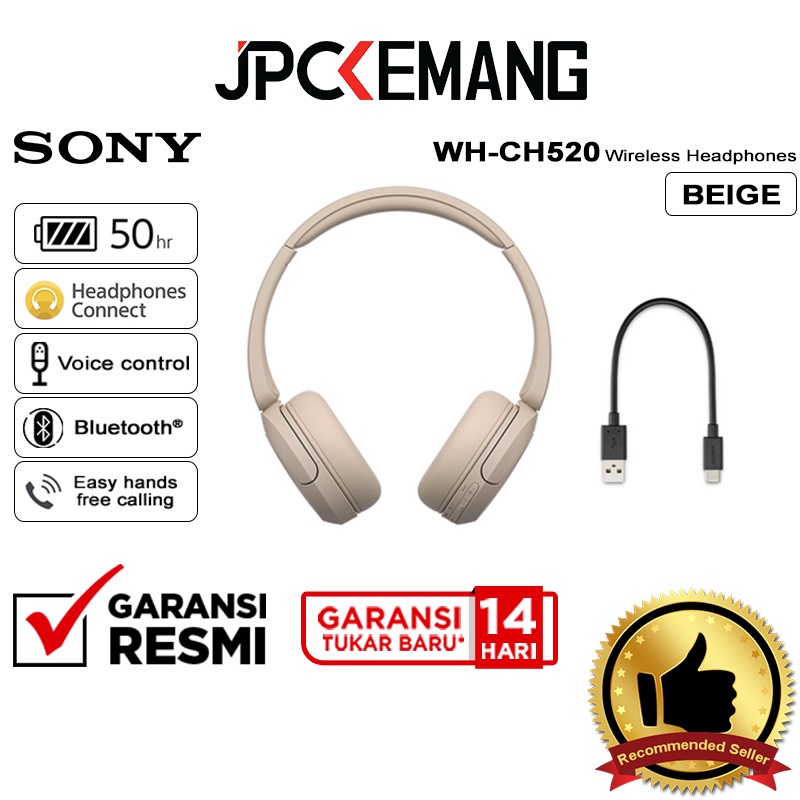 JPCKEMANG
SONY
WH-CH520 Wireless Headphones
BEIGE
50hr
Headphones
Connect
Voice control
Bluetooth®
Easy hands
free calling
GARANSI
RESMI
GARANSI
TUKAR BARU*
14
HARI
Recommended Seller